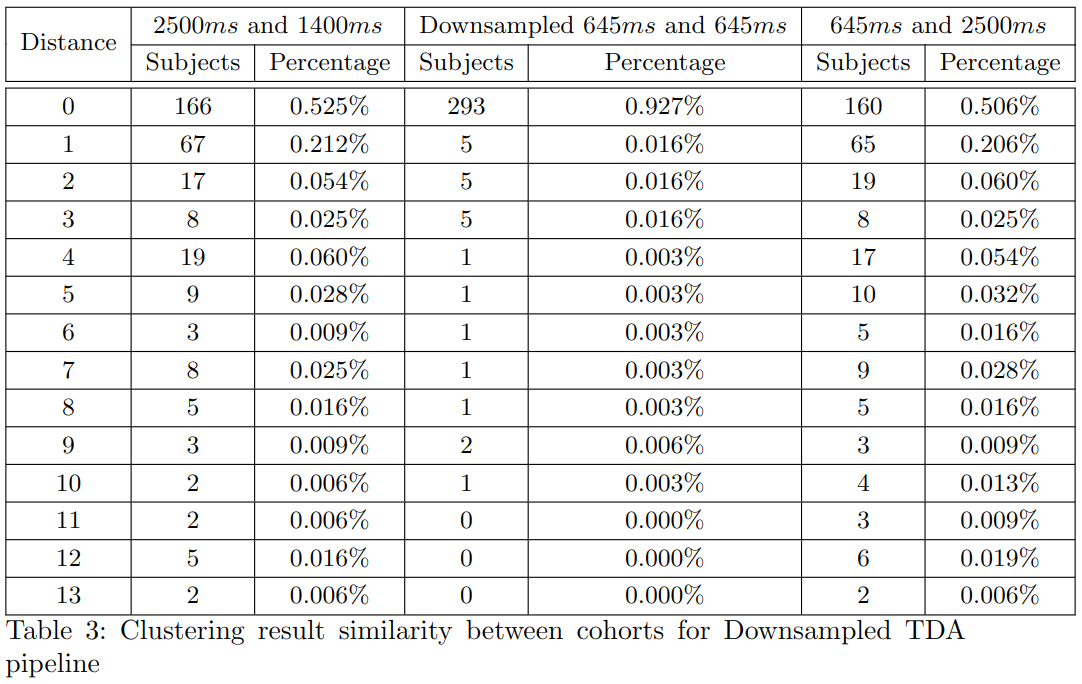 Distance 2500ms and 1400ms Downsampled 645ms and 645ms 645ms and 2500ms
Subjects Percentage Subjects Percentage Subjects Percentage
0 166 0.525% 293 0.927% 160 0.506%
1 67 0.212% 5 0.016% 65 0.206%
2 17 0.054% 5 0.016% 19 0.060%
3 8 0.025% 5 0.016% 8 0.025%
4 19 0.060% 1 0.003% 17 0.054%
5 9 0.028% 1 0.003% 10 0.032%
6 3 0.009% 1 0.003% 5 0.016%
7 8 0.025% 1 0.003% 9 0.028%
8 5 0.016% 1 0.003% 5 0.016%
9 3 0.009% 2 0.006% 3 0.009%
10 2 0.006% 1 0.003% 4 0.013%
11 2 0.006% 0 0.000% 3 0.009%
12 5 0.016% 0 0.000% 6 0.019%
13 2 0.006% 0 0.000% 2 0.006%
Table 3: Clustering result similarity between cohorts for Downsampled TDA
pipeline